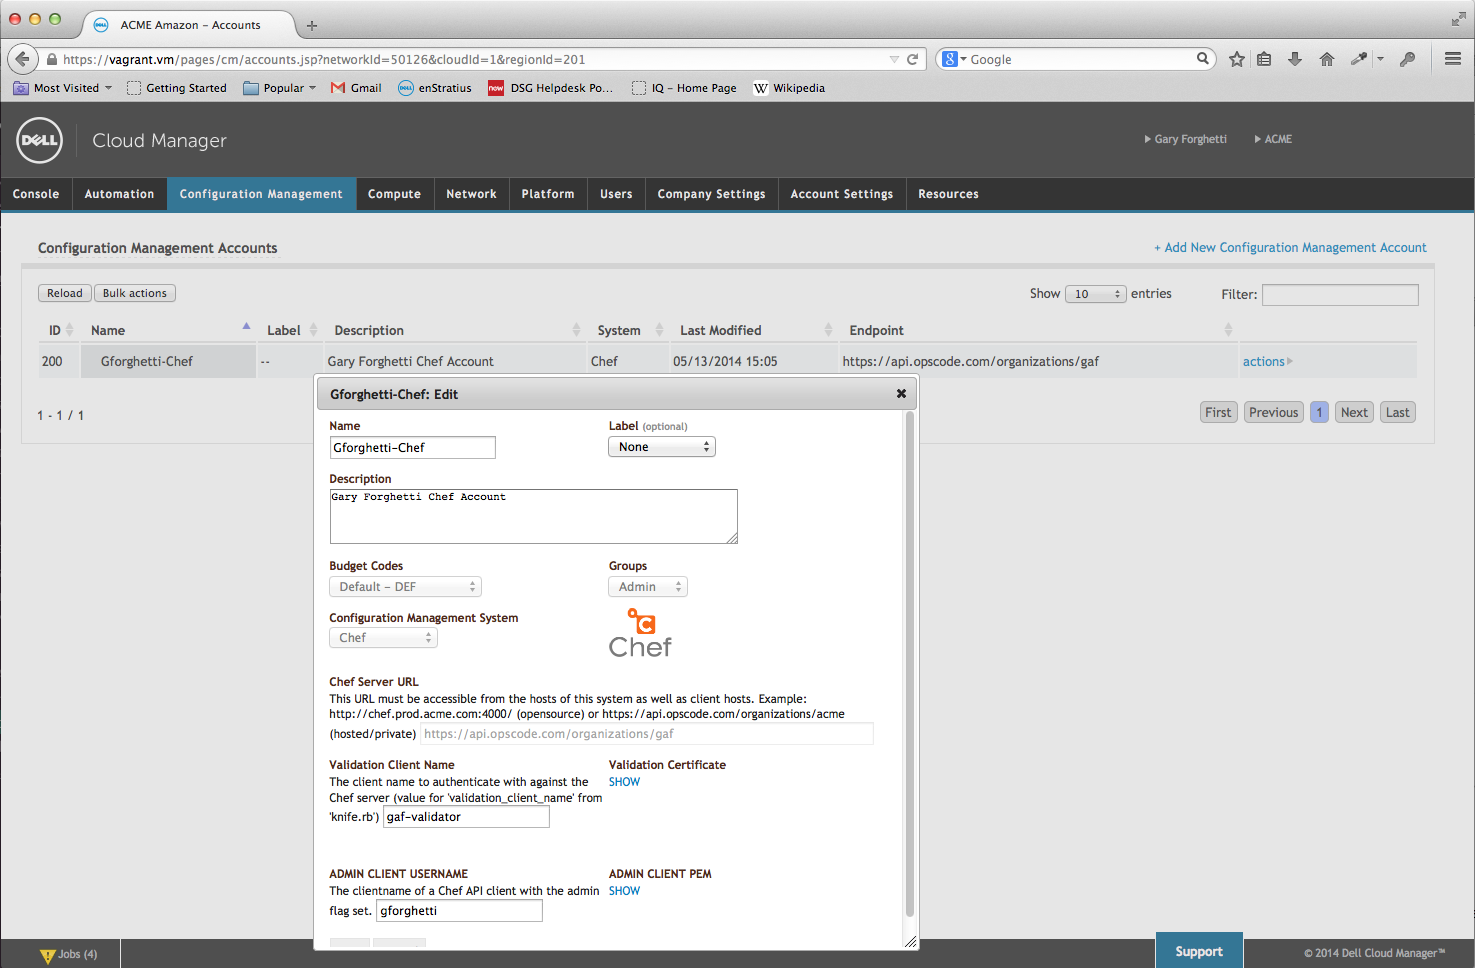 ACME Amazon – Accounts
https://vagrant.vm/pages/cm/accounts.jsp?networkId=50126&cloudId=1&regionId=201
Google
Most Visited
Getting Started
Popular
Gmail
enStratius
DSG Helpdesk Po...
IQ – Home Page
Wikipedia
DELL
Cloud Manager
Gary Forghetti
ACME
Console
Automation
Configuration Management
Compute
Network
Platform
Users
Company Settings
Account Settings
Resources
Configuration Management Accounts
+ Add New Configuration Management Account
Reload
Bulk actions
Show 10 entries
Filter:
ID Name Label Description System Last Modified Endpoint
200 Gforghetti-Chef -- Gary Forghetti Chef Account Chef 05/13/2014 15:05 https://api.opscode.com/organizations/gaf actions
1 - 1 / 1
First Previous 1 Next Last
Gforghetti-Chef: Edit
Name
Gforghetti-Chef
Label (optional)
None
Description
Gary Forghetti Chef Account
Budget Codes
Default – DEF
Groups
Admin
Configuration Management System
Chef
Chef
Chef Server URL
This URL must be accessible from the hosts of this system as well as client hosts. Example:
http://chef.prod.acme.com:4000/ (opensource) or https://api.opscode.com/organizations/acme
(hosted/private) https://api.opscode.com/organizations/gaf
Validation Client Name
The client name to authenticate with against the
Chef server (value for 'validation_client_name' from
'knife.rb') gaf-validator
Validation Certificate
SHOW
ADMIN CLIENT USERNAME
The clientname of a Chef API client with the admin
flag set. gforghetti
ADMIN CLIENT PEM
SHOW
Jobs (4)
Support
© 2014 Dell Cloud Manager™